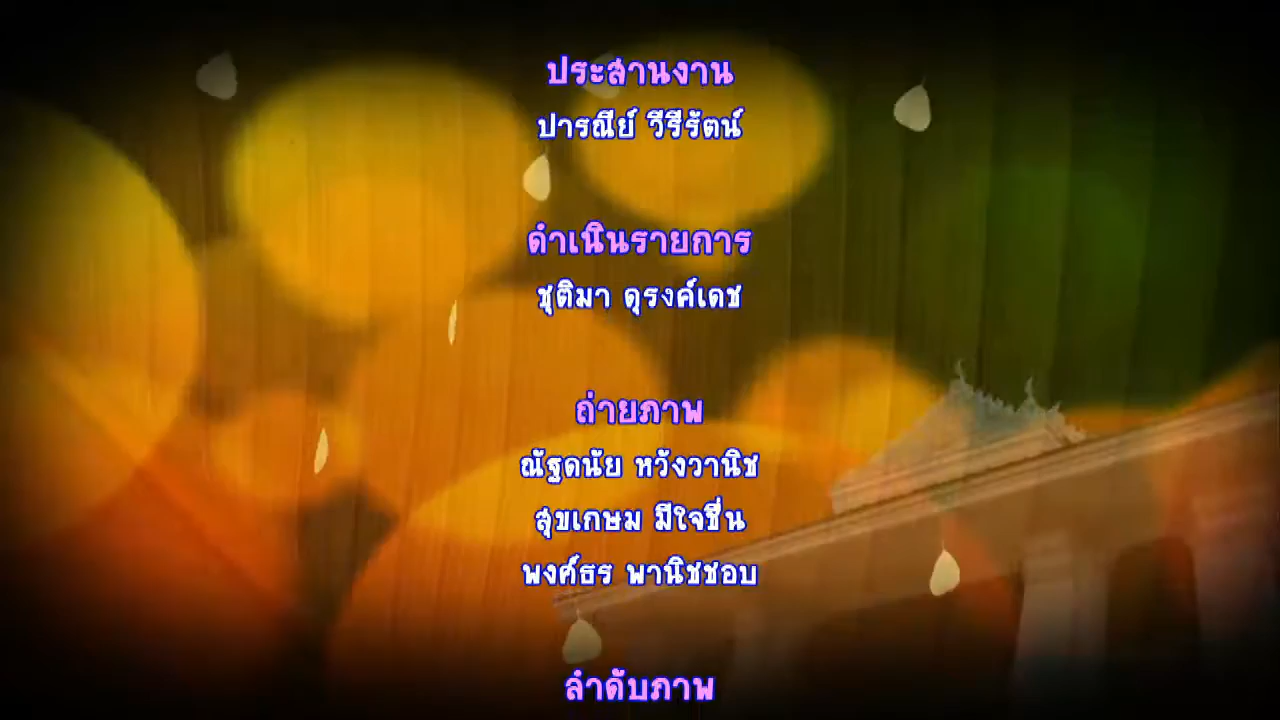 ประสานงาน
ปารณีย์ วีรีรัตน์
ดำเนินรายการ
ชุติมา ดุรงค์เดช
ถ่ายภาพ
ณัฐดนัย หวังวานิช
สุขเกษม มีใจชื่น
พงศ์ธร พานิชชอบ
ลำดับภาพ